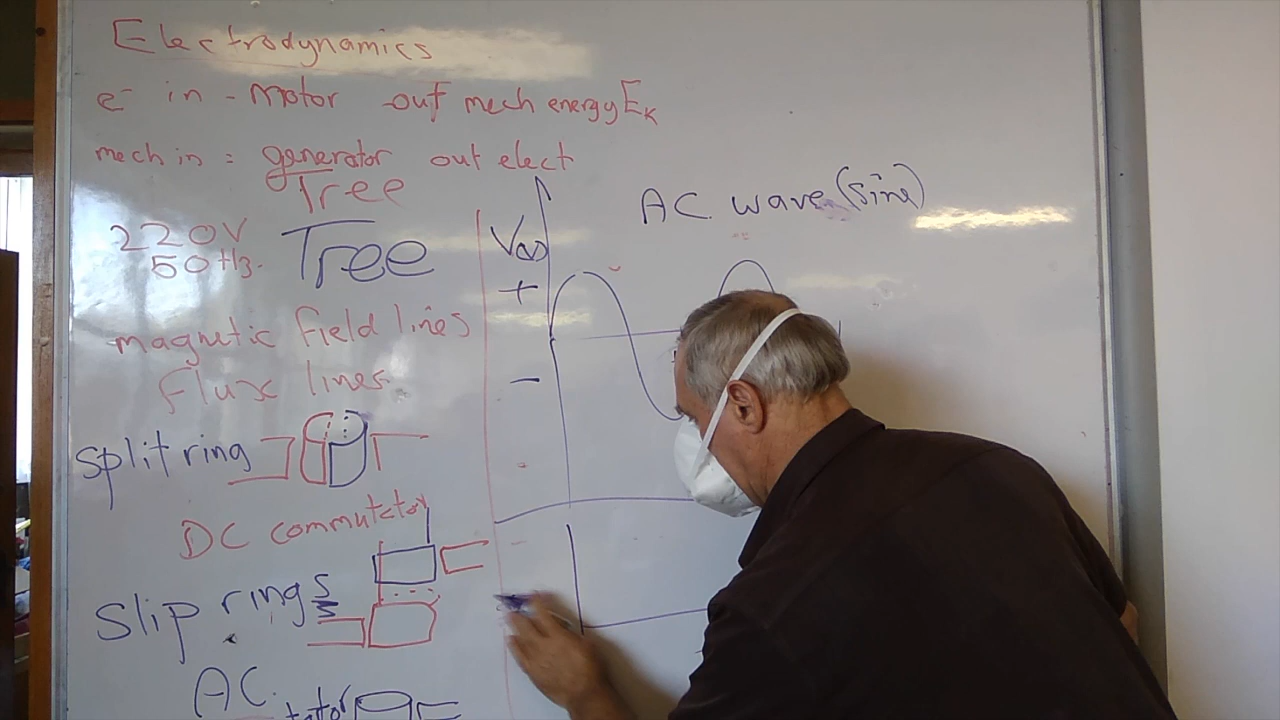 Electrodynamics
e⁻ in - motor - out mech energy Eₖ
mech in : generator out elect
Tree
220V Tree
50Hz.
magnetic field lines
flux lines.
split ring
DC commutator
Slip rings
AC
V(v)
+
-
AC wave (sine)